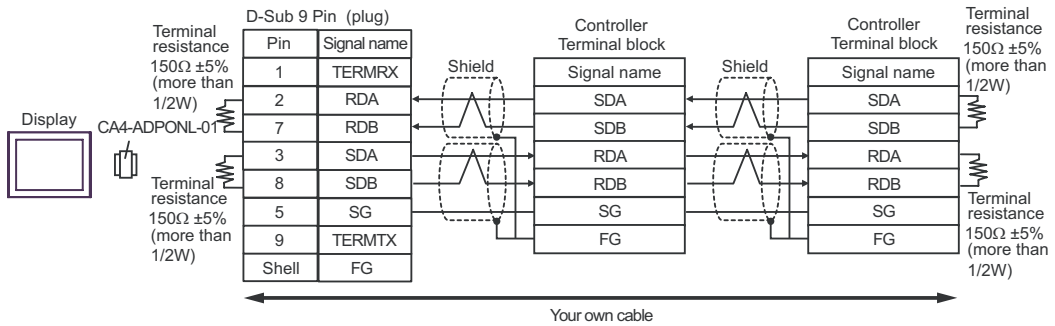 D-Sub 9 Pin (plug)
Terminal
resistance
150Ω ±5%
(more than
1/2W)
Display
CA4-ADPONL-01
Terminal
resistance
150Ω ±5%
(more than
1/2W)
Pin Signal name
1 TERMRX
2 RDA
7 RDB
3 SDA
8 SDB
5 SG
9 TERMTX
Shell FG
Shield
Controller
Terminal block
Signal name
SDA
SDB
RDA
RDB
SG
FG
Shield
Controller
Terminal block
Signal name
SDA
SDB
RDA
RDB
SG
FG
Terminal
resistance
150Ω ±5%
(more than
1/2W)
Terminal
resistance
150Ω ±5%
(more than
1/2W)
Your own cable